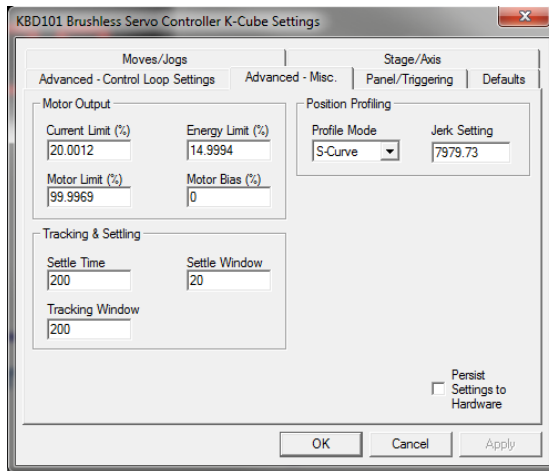 KBD101 Brushless Servo Controller K-Cube Settings
Moves/Jogs
Stage/Axis
Advanced - Control Loop Settings
Advanced - Misc.
Panel/Triggering
Defaults
Motor Output
Current Limit (%)
Energy Limit (%)
20.0012
14.9994
Motor Limit (%)
Motor Bias (%)
99.9969
0
Position Profiling
Profile Mode
Jerk Setting
S-Curve
7979.73
Tracking & Settling
Settle Time
Settle Window
200
20
Tracking Window
200
Persist
Settings to
Hardware
OK
Cancel
Apply